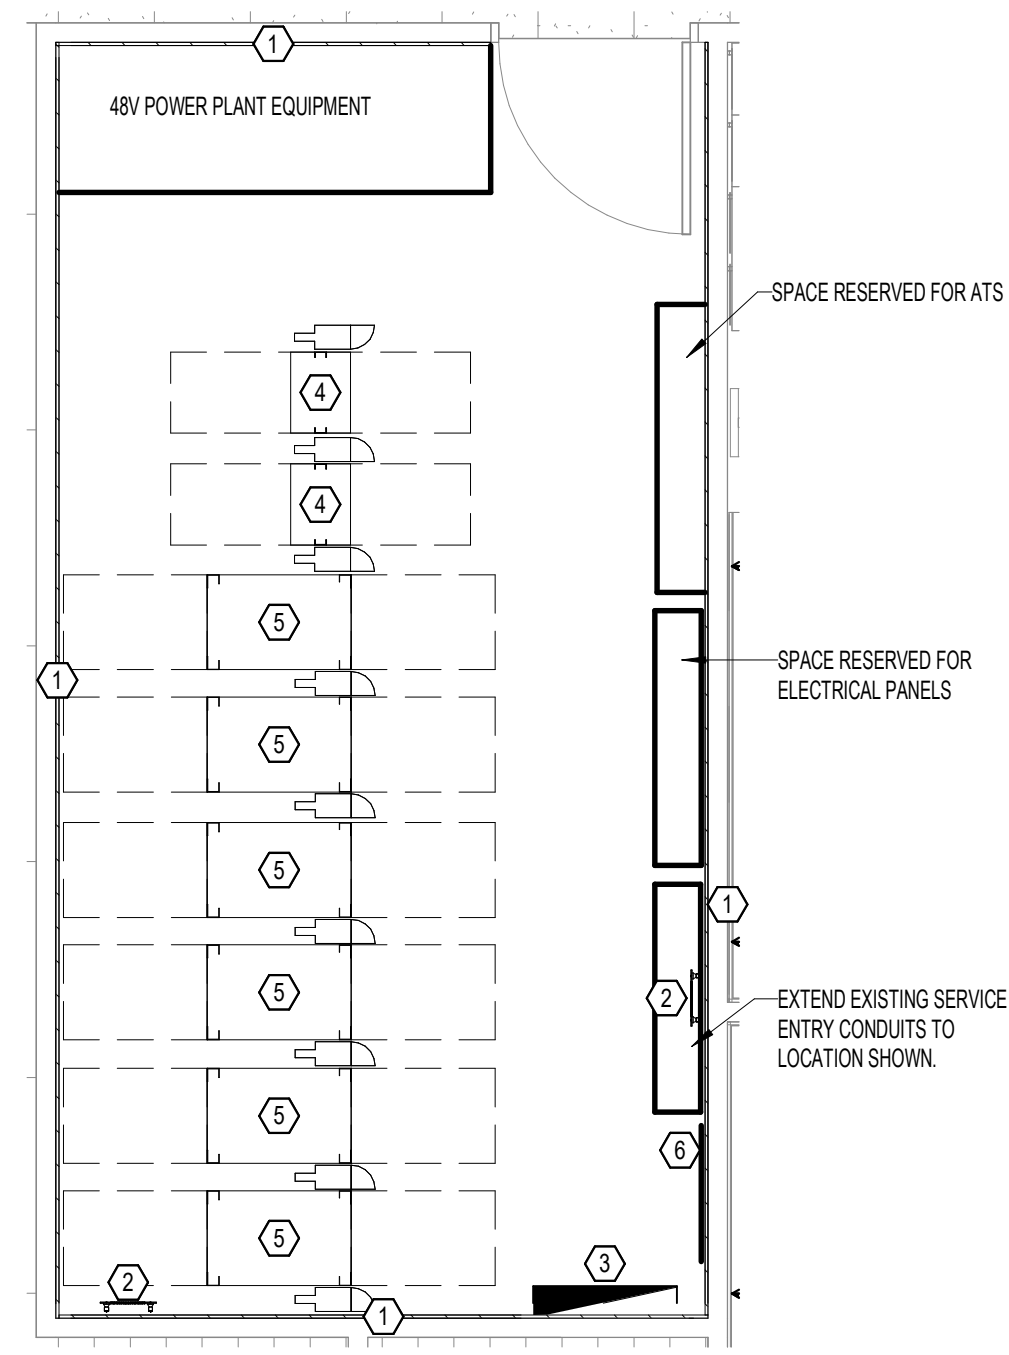 1
48V POWER PLANT EQUIPMENT
SPACE RESERVED FOR ATS
4
4
5
SPACE RESERVED FOR
ELECTRICAL PANELS
1
5
5
1
5
2
EXTEND EXISTING SERVICE
ENTRY CONDUITS TO
LOCATION SHOWN.
5
6
5
3
2
1